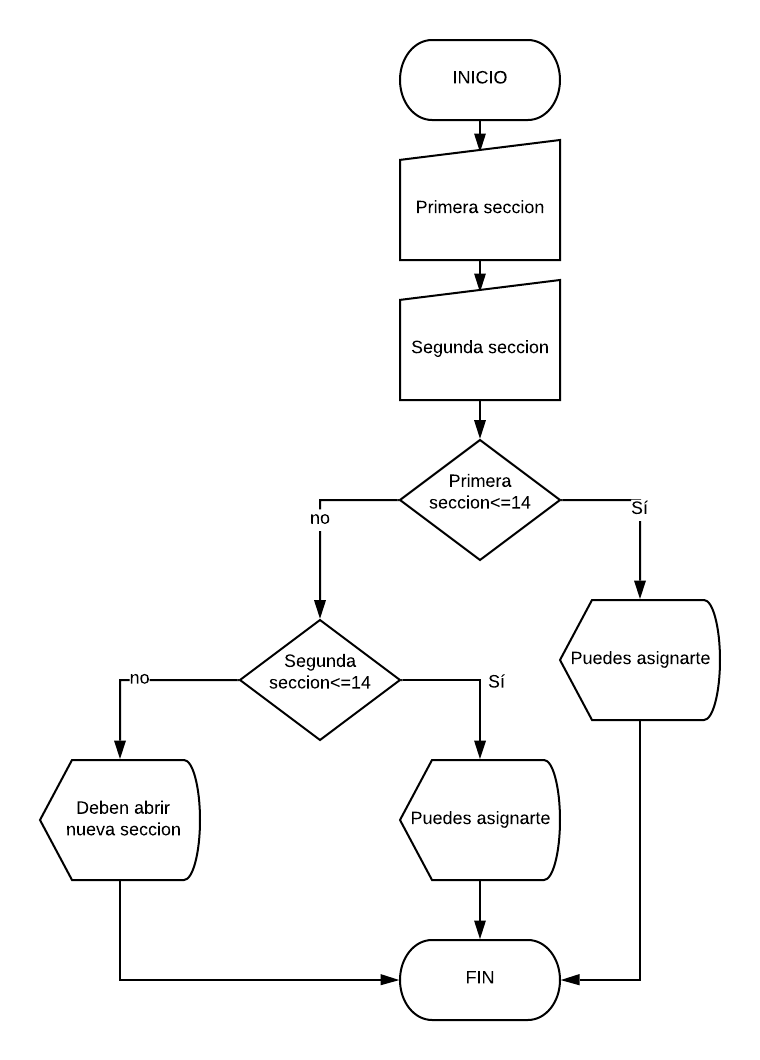 INICIO
Primera seccion
Segunda seccion
Primera
seccion<=14
no
Sí
Segunda
seccion<=14
Puedes asignarte
no
Sí
Deben abrir
nueva seccion
Puedes asignarte
FIN